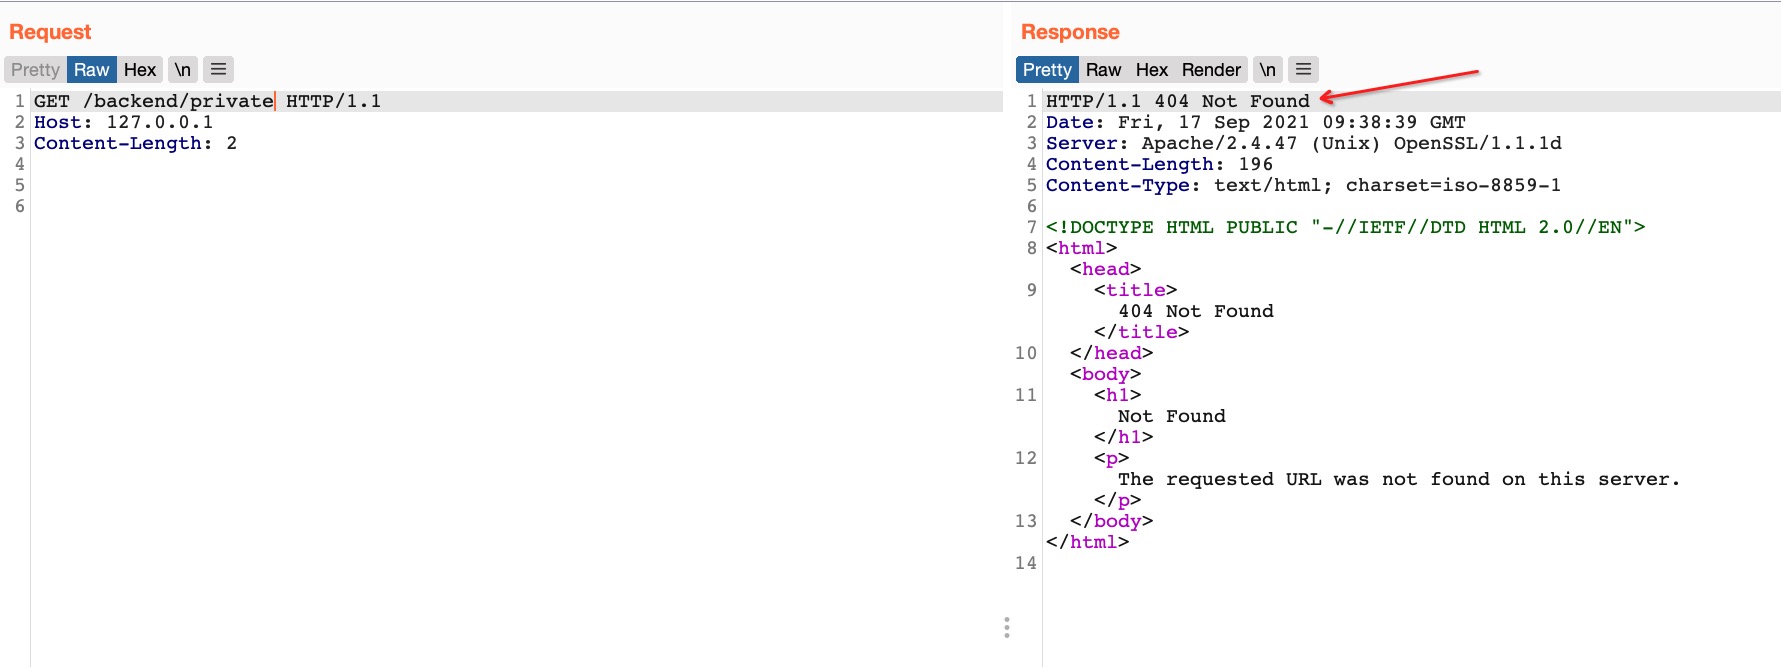 Request
Pretty Raw Hex \n
1 GET /backend/private HTTP/1.1
2 Host: 127.0.0.1
3 Content-Length: 2
4
5
6
Response
Pretty Raw Hex Render \n
1 HTTP/1.1 404 Not Found
2 Date: Fri, 17 Sep 2021 09:38:39 GMT
3 Server: Apache/2.4.47 (Unix) OpenSSL/1.1.1d
4 Content-Length: 196
5 Content-Type: text/html; charset=iso-8859-1
6
7 <!DOCTYPE HTML PUBLIC "-//IETF//DTD HTML 2.0//EN">
8 <html>
<head>
9 <title>
404 Not Found
</title>
10 </head>
<body>
11 <h1>
Not Found
</h1>
12 <p>
The requested URL was not found on this server.
</p>
13 </body>
</html>
14